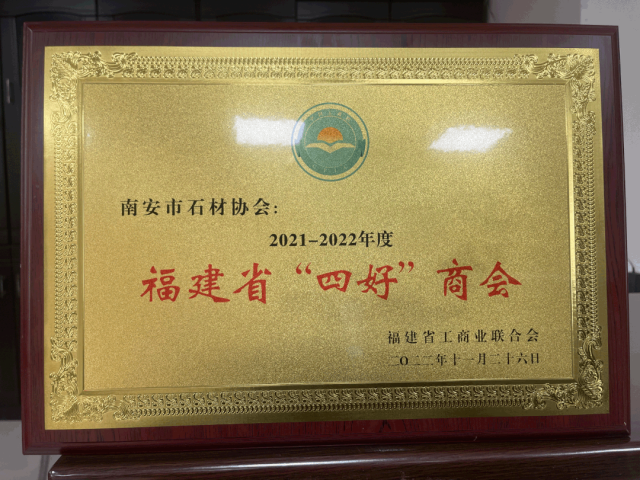 南安市石材协会：
2021-2022年度
福建省“四好”商会
福建省工商业联合会
二〇二二年十一月二十六日